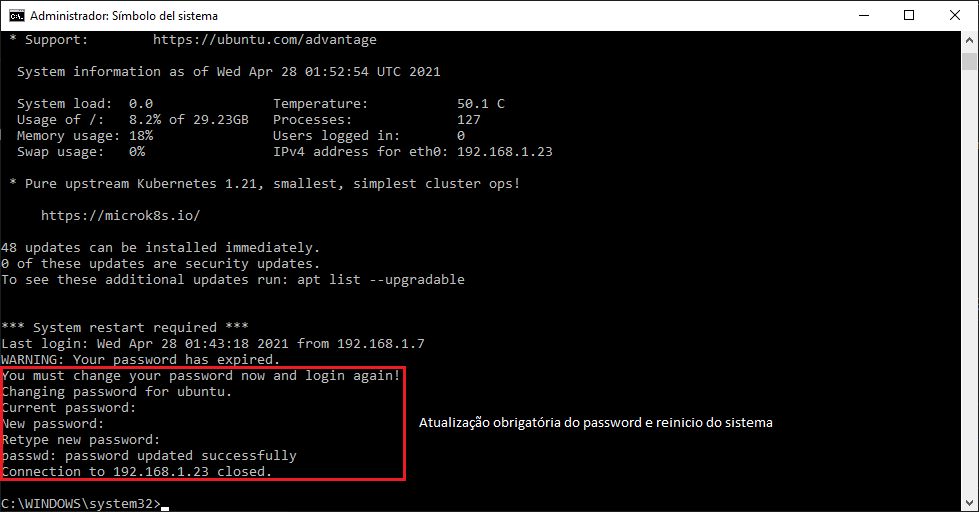 Administrador: Símbolo del sistema
* Support:        https://ubuntu.com/advantage
System information as of Wed Apr 28 01:52:54 UTC 2021
System load:  0.0               Temperature:           50.1 C
Usage of /:   8.2% of 29.23GB   Processes:             127
Memory usage: 18%               Users logged in:       0
Swap usage:   0%                IPv4 address for eth0: 192.168.1.23
* Pure upstream Kubernetes 1.21, smallest, simplest cluster ops!
https://microk8s.io/
48 updates can be installed immediately.
0 of these updates are security updates.
To see these additional updates run: apt list --upgradable
*** System restart required ***
Last login: Wed Apr 28 01:43:18 2021 from 192.168.1.7
WARNING: Your password has expired.
You must change your password now and login again!
Changing password for ubuntu.
Current password:
New password:
Atualização obrigatória do password e reinicio do sistema
Retype new password:
passwd: password updated successfully
Connection to 192.168.1.23 closed.
C:\WINDOWS\system32>